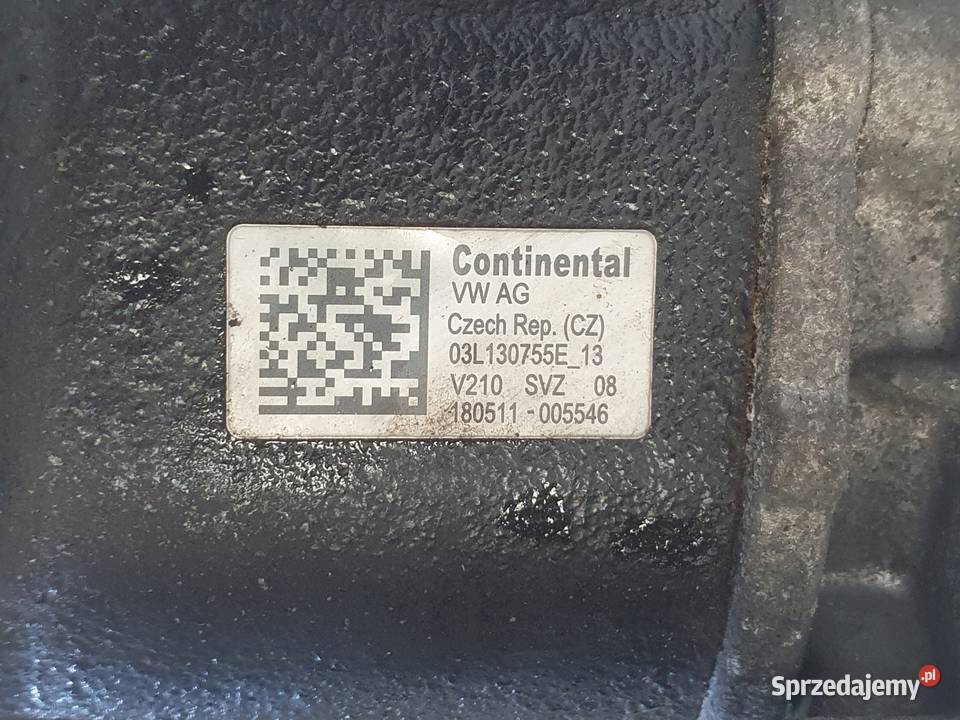 Continental
VW AG
Czech Rep. (CZ)
03L130755E_13
V210 SVZ 08
180511-005546
Sprzedajemy.pl